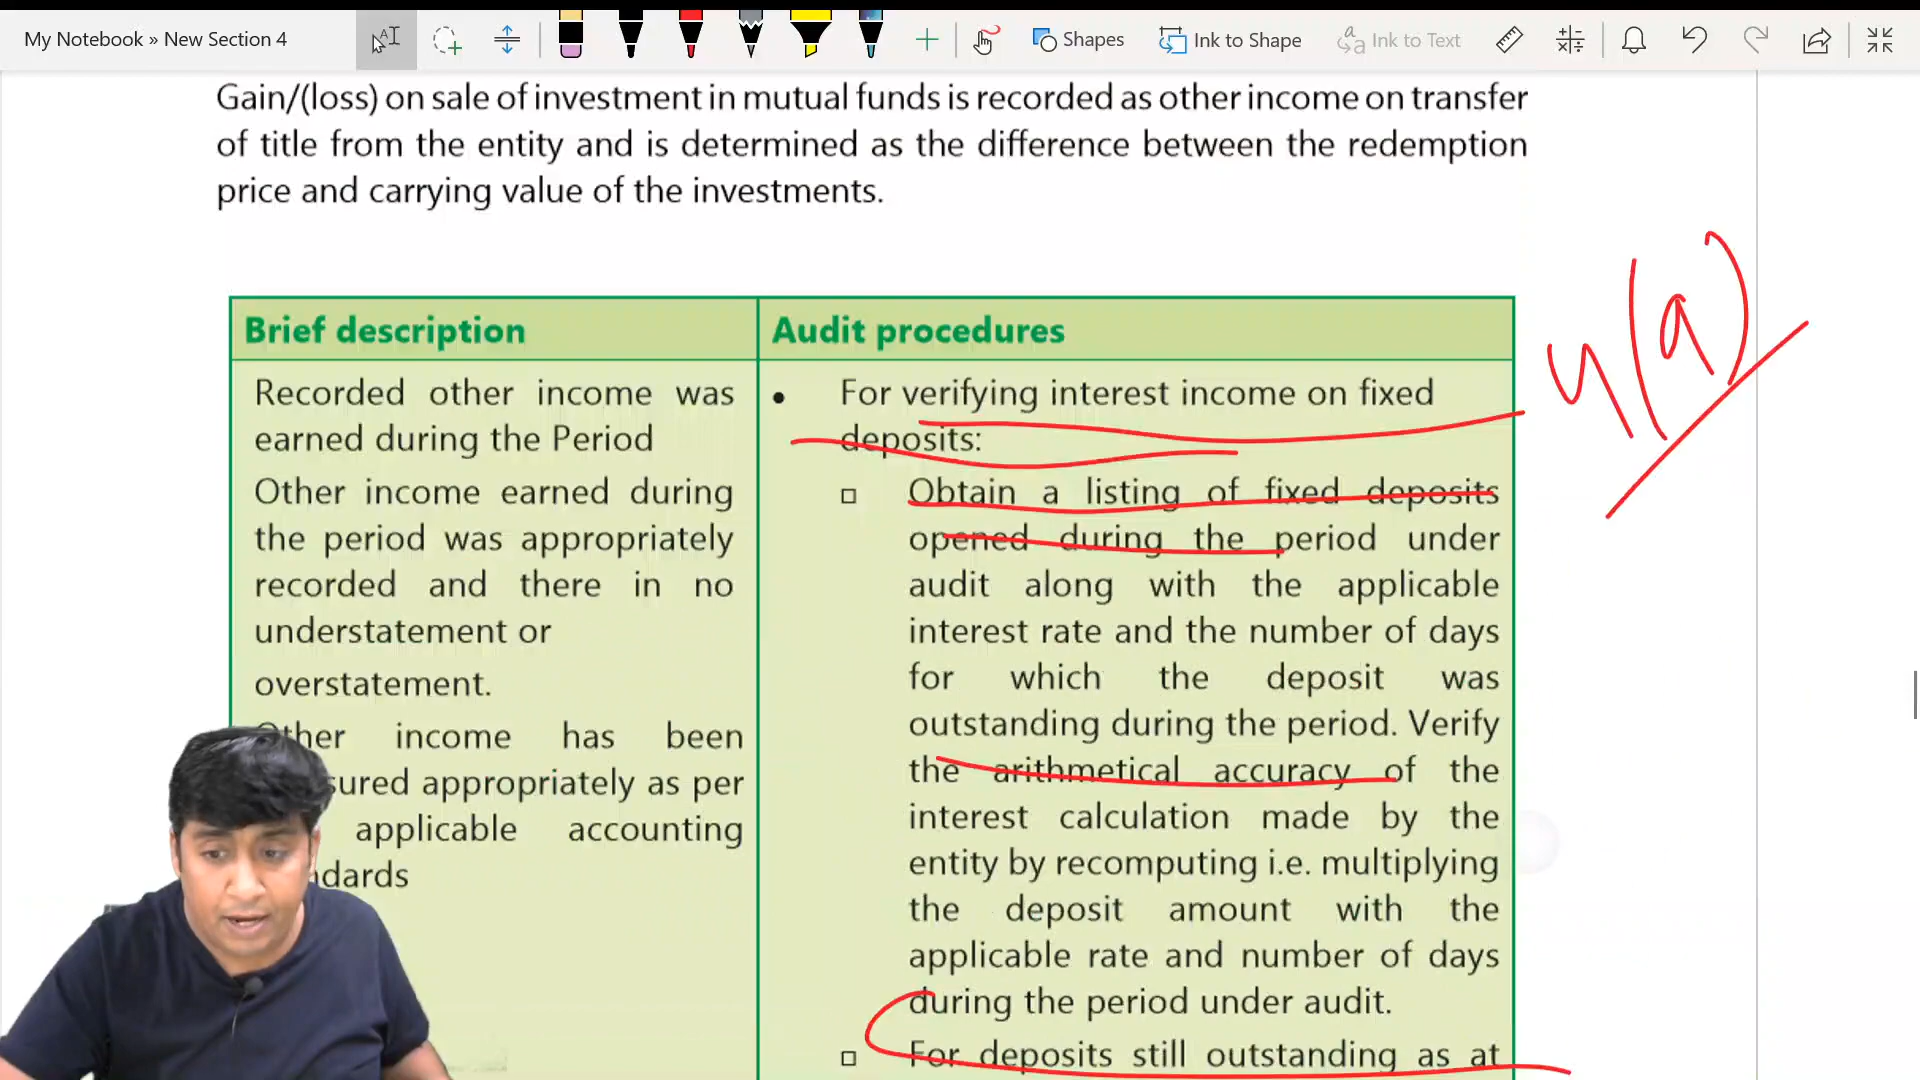 My Notebook » New Section 4
Shapes
Ink to Shape
Ink to Text
Gain/(loss) on sale of investment in mutual funds is recorded as other income on transfer
of title from the entity and is determined as the difference between the redemption
price and carrying value of the investments.
4(a)
Brief description
Recorded other income was
earned during the Period
Other income earned during
the period was appropriately
recorded and there in no
understatement or
overstatement.
Other income has been
applicable accounting
Audit procedures
• For verifying interest income on fixed
deposits:
Obtain a listing of fixed deposits
opened during the period under
audit along with the applicable
interest rate and the number of days
for which the deposit was
outstanding during the period. Verify
the arithmetical accuracy of the
interest calculation made by the
entity by recomputing i.e. multiplying
the deposit amount with the
applicable rate and number of days
during the period under audit.
For deposits still outstanding as at